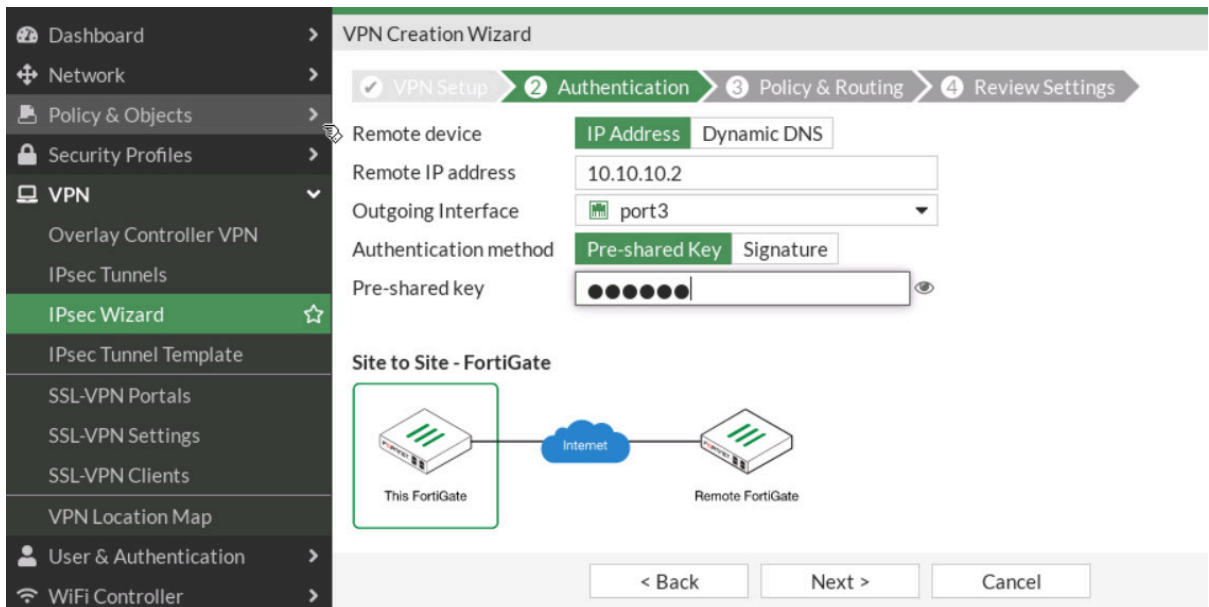 Dashboard
Network
Policy & Objects
Security Profiles
VPN
Overlay Controller VPN
IPsec Tunnels
IPsec Wizard
IPsec Tunnel Template
SSL-VPN Portals
SSL-VPN Settings
SSL-VPN Clients
VPN Location Map
User & Authentication
WiFi Controller
VPN Creation Wizard
VPN Setup
2 Authentication
3 Policy & Routing
4 Review Settings
Remote device
IP Address Dynamic DNS
Remote IP address
10.10.10.2
Outgoing Interface
port3
Authentication method
Pre-shared Key Signature
Pre-shared key
●●●●●●
Site to Site - FortiGate
FORTINET
This FortiGate
Internet
FORTINET
Remote FortiGate
< Back
Next >
Cancel